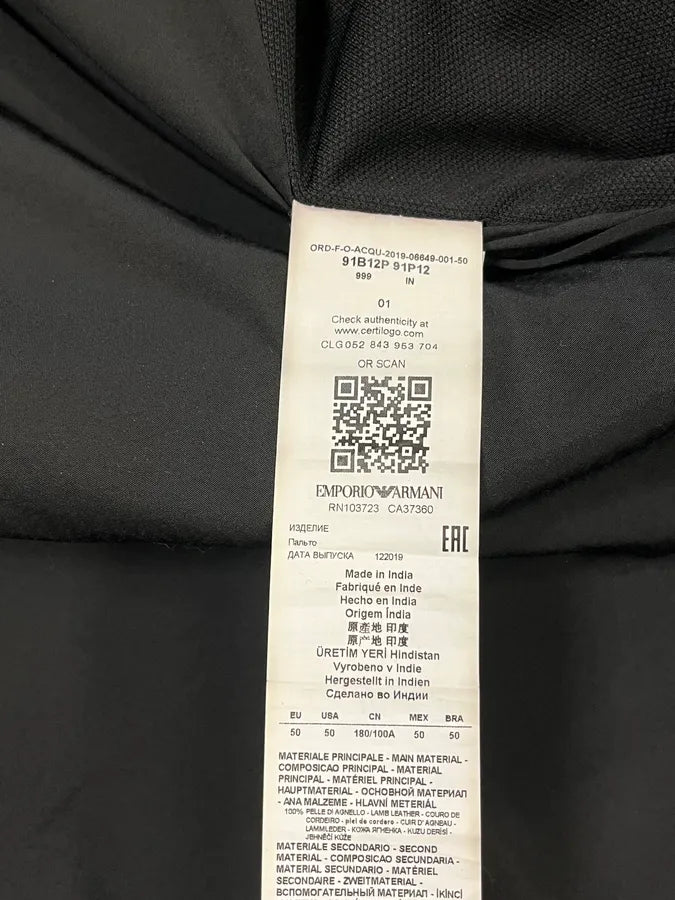 ORD-F-O-ACQU-2019-06649-001-50
91B12P 91P12
999 IN
01
Check authenticity at
www.certilogo.com
CLG052 843 953 704
OR SCAN
EMPORIO ARMANI
RN103723 CA37360
ИЗДЕЛИЕ
EAC
Пальто
ДАТА ВЫПУСКА 122019
Made in India
Fabriqué en Inde
Hecho en India
Origem Índia
原產地 印度
原产地 印度
ÜRETİM YERİ Hindistan
Vyrobeno v Indie
Hergestellt in Indien
Сделано во Индии
EU USA CN MEX BRA
50 50 180/100A 50 50
MATERIALE PRINCIPALE - MAIN MATERIAL -
COMPOSICAO PRINCIPAL - MATERIAL
PRINCIPAL - MATÉRIEL PRINCIPAL -
HAUPTMATERIAL - ОСНОВНОЙ МАТЕРИАЛ
- ANA MALZEME - HLAVNÍ METERIÁL
100% PELLE DI AGNELLO - LAMB LEATHER - COURO DE
CORDEIRO - piel de cordero - CUIR D'AGNEAU -
LAMMLEDER - КОЖА ЯГНЕНКА - KUZU DERİSİ -
JEHNĚČÍ KŮŽE
MATERIALE SECONDARIO - SECOND
MATERIAL - COMPOSICAO SECUNDARIA -
MATERIAL SECUNDARIO - MATÉRIEL
SECONDAIRE - ZWEITMATERIAL -
ВСПОМОГАТЕЛЬНЫЙ МАТЕРИАЛ - İKİNCİ